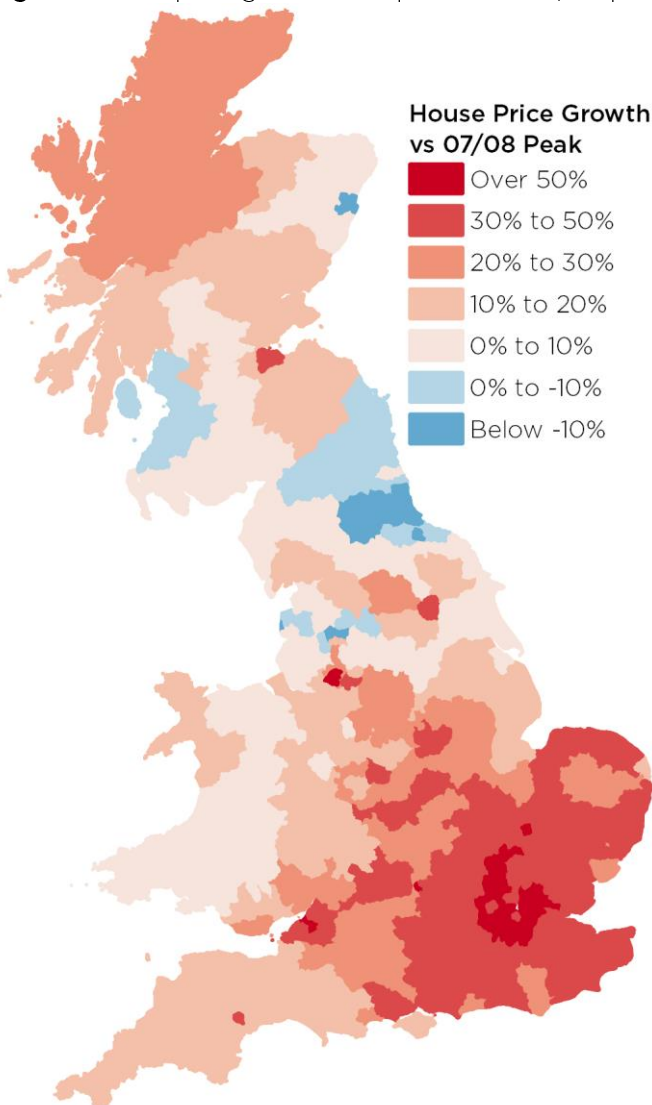 House Price Growth
vs 07/08 Peak
Over 50%
30% to 50%
20% to 30%
10% to 20%
0% to 10%
0% to -10%
Below -10%